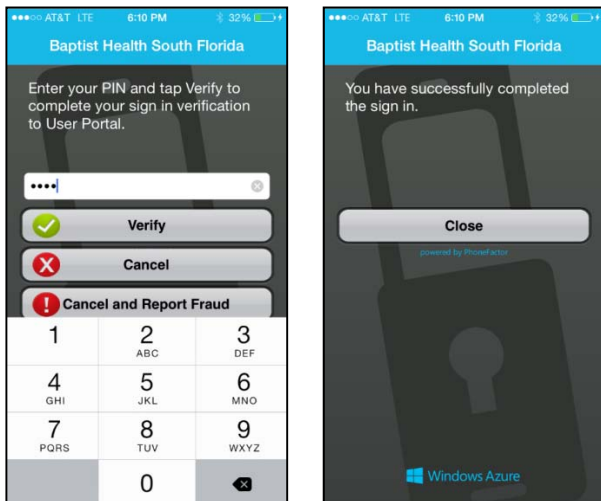 ●●●○○ AT&T LTE 6:10 PM 32%
Baptist Health South Florida
Enter your PIN and tap Verify to
complete your sign in verification
to User Portal.
••••
Verify
Cancel
Cancel and Report Fraud
1 2 3
ABC DEF
4 5 6
GHI JKL MNO
7 8 9
PQRS TUV WXYZ
0
●●●○○ AT&T LTE 6:10 PM 32%
Baptist Health South Florida
You have successfully completed
the sign in.
Close
powered by PhoneFactor
Windows Azure